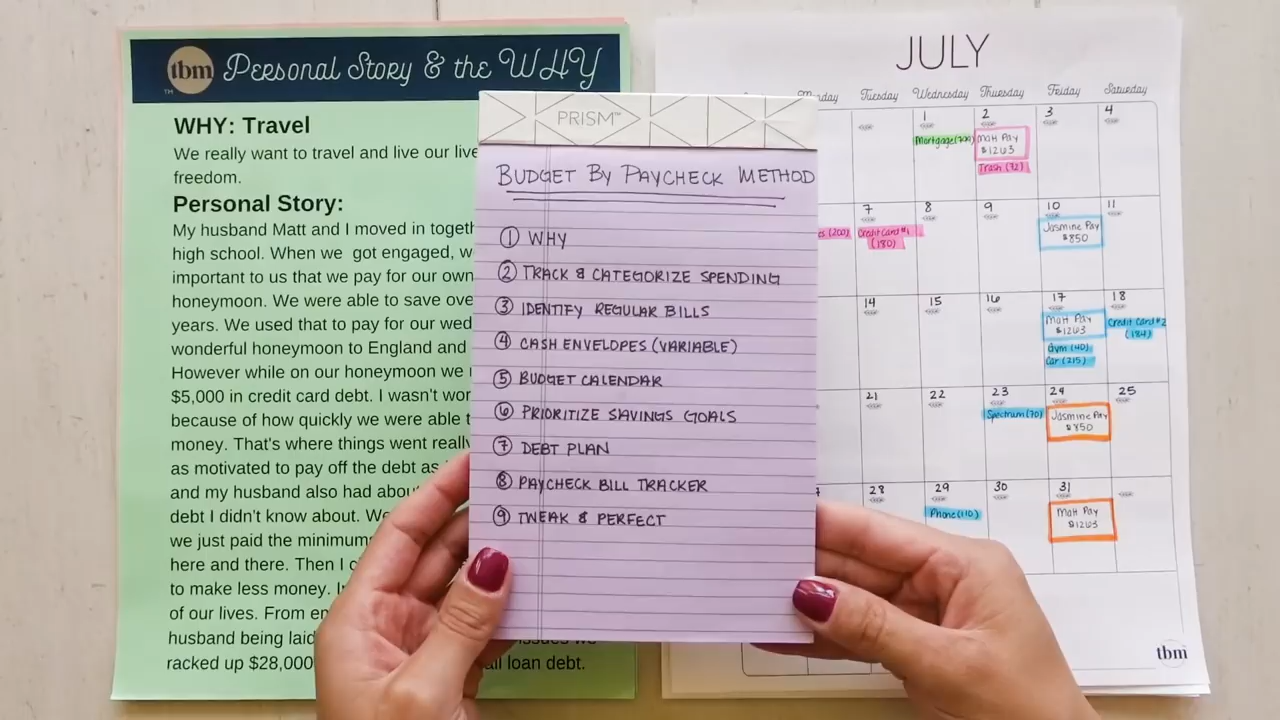 tbm
TM
Personal Story & the WHY
WHY: Travel
We really want to travel and live our live
freedom.
Personal Story:
My husband Matt and I moved in togeth
high school. When we got engaged, w
important to us that we pay for our own
honeymoon. We were able to save ove
years. We used that to pay for our wed
wonderful honeymoon to England and
However while on our honeymoon we
$5,000 in credit card debt. I wasn't wor
because of how quickly we were able t
money. That's where things went really
as motivated to pay off the debt as
and my husband also had abou
debt I didn't know about. We
we just paid the minimums
here and there. Then I
to make less money. I
of our lives. From en
husband being laid
racked up $28,000
all loan debt.
PRISM™
BUDGET BY PAYCHECK METHOD
① WHY
② TRACK & CATEGORIZE SPENDING
③ IDENTIFY REGULAR BILLS
④ CASH ENVELOPES (VARIABLE)
⑤ BUDGET CALENDAR
⑥ PRIORITIZE SAVINGS GOALS
⑦ DEBT PLAN
⑧ PAYCHECK BILL TRACKER
⑨ TWEAK & PERFECT
JULY
Monday Tuesday Wednesday Thursday Friday Saturday
1 2 3 4
Mortgage(700) Matt Pay
$1263
Trash (72)
7 8 9 10 11
(200) Credit Card #1 Jasmine Pay
(180) $850
14 15 16 17 18
Matt Pay Credit Card #2
$1263 (184)
Gym (40)
Car (215)
21 22 23 24 25
Spectrum(70) Jasmine Pay
$850
28 29 30 31
Phone(110) Matt Pay
$1263
tbm